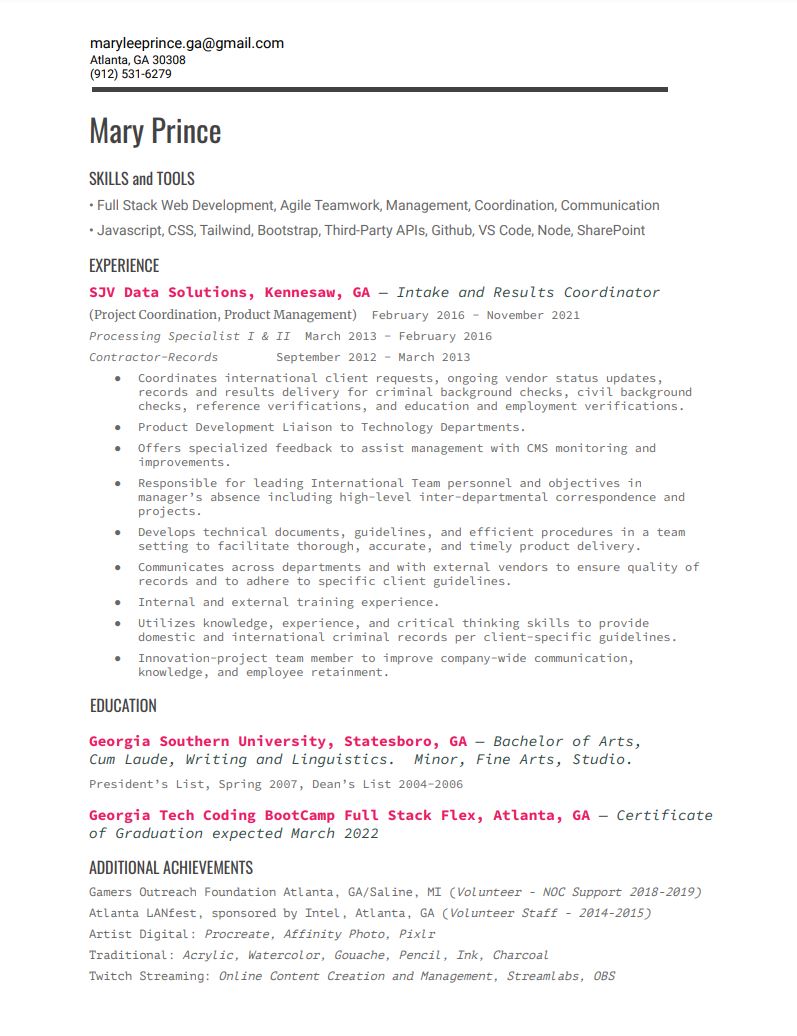 maryleeprince.ga@gmail.com
Atlanta, GA 30308
(912) 531-6279
Mary Prince
SKILLS and TOOLS
• Full Stack Web Development, Agile Teamwork, Management, Coordination, Communication
• Javascript, CSS, Tailwind, Bootstrap, Third-Party APIs, Github, VS Code, Node, SharePoint
EXPERIENCE
SJV Data Solutions, Kennesaw, GA — Intake and Results Coordinator
(Project Coordination, Product Management) February 2016 - November 2021
Processing Specialist I & II March 2013 - February 2016
Contractor-Records September 2012 - March 2013
● Coordinates international client requests, ongoing vendor status updates,
records and results delivery for criminal background checks, civil background
checks, reference verifications, and education and employment verifications.
● Product Development Liaison to Technology Departments.
● Offers specialized feedback to assist management with CMS monitoring and
improvements.
● Responsible for leading International Team personnel and objectives in
manager’s absence including high-level inter-departmental correspondence and
projects.
● Develops technical documents, guidelines, and efficient procedures in a team
setting to facilitate thorough, accurate, and timely product delivery.
● Communicates across departments and with external vendors to ensure quality of
records and to adhere to specific client guidelines.
● Internal and external training experience.
● Utilizes knowledge, experience, and critical thinking skills to provide
domestic and international criminal records per client-specific guidelines.
● Innovation-project team member to improve company-wide communication,
knowledge, and employee retainment.
EDUCATION
Georgia Southern University, Statesboro, GA — Bachelor of Arts,
Cum Laude, Writing and Linguistics. Minor, Fine Arts, Studio.
President’s List, Spring 2007, Dean’s List 2004-2006
Georgia Tech Coding BootCamp Full Stack Flex, Atlanta, GA — Certificate
of Graduation expected March 2022
ADDITIONAL ACHIEVEMENTS
Gamers Outreach Foundation Atlanta, GA/Saline, MI (Volunteer - NOC Support 2018-2019)
Atlanta LANfest, sponsored by Intel, Atlanta, GA (Volunteer Staff - 2014-2015)
Artist Digital: Procreate, Affinity Photo, Pixlr
Traditional: Acrylic, Watercolor, Gouache, Pencil, Ink, Charcoal
Twitch Streaming: Online Content Creation and Management, Streamlabs, OBS